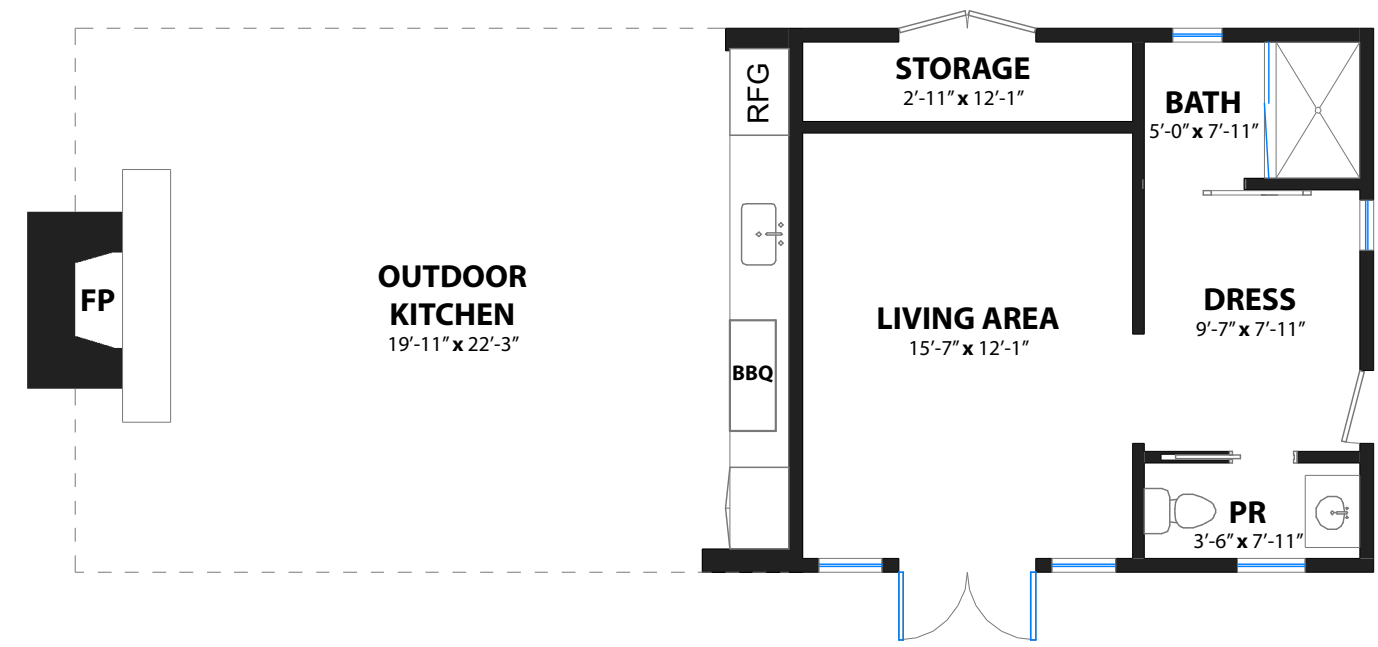 RFG
STORAGE
2’-11” x 12’-1”
BATH
5’-0” x 7’-11”
FP
OUTDOOR
KITCHEN
19’-11” x 22’-3”
LIVING AREA
15’-7” x 12’-1”
DRESS
9’-7” x 7’-11”
BBQ
PR
3’-6” x 7’-11”